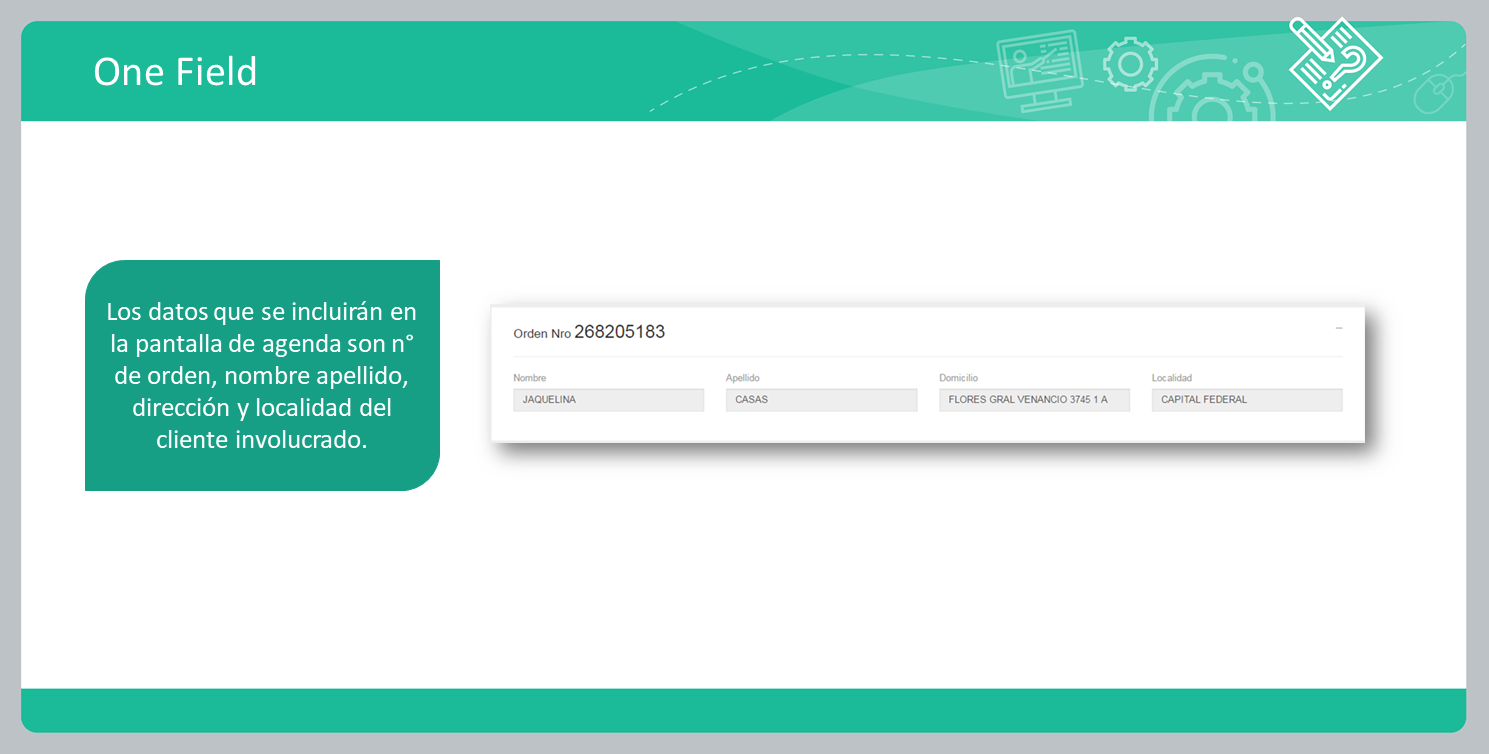 One Field
Los datos que se incluirán en
la pantalla de agenda son n°
de orden, nombre apellido,
dirección y localidad del
cliente involucrado.
Orden Nro 268205183
Nombre Apellido Domicilio Localidad
JAQUELINA CASAS FLORES GRAL VENANCIO 3745 1 A CAPITAL FEDERAL